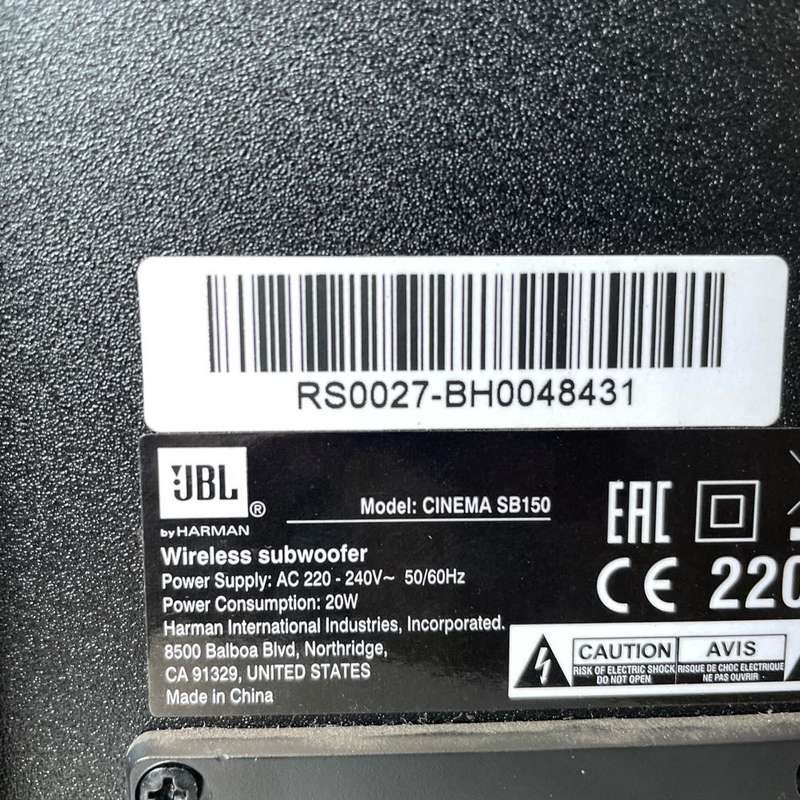 RS0027-BH0048431
JBL®
by HARMAN
Model: CINEMA SB150
Wireless subwoofer
Power Supply: AC 220 - 240V~ 50/60Hz
Power Consumption: 20W
Harman International Industries, Incorporated.
8500 Balboa Blvd, Northridge,
CA 91329, UNITED STATES
Made in China
EAC
CE 220
CAUTION
RISK OF ELECTRIC SHOCK
DO NOT OPEN
AVIS
RISQUE DE CHOC ELECTRIQUE
NE PAS OUVRIR